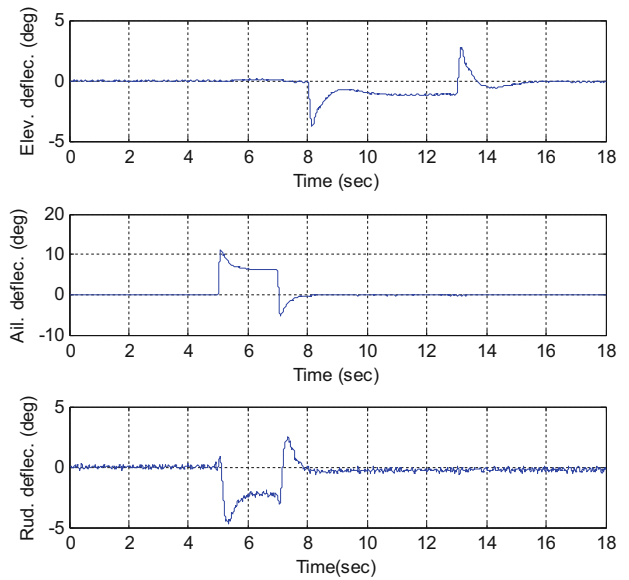 Elev. deflec. (deg)
5
0
-5
0 2 4 6 8 10 12 14 16 18
Time (sec)
Ail. deflec. (deg)
20
10
0
-10
0 2 4 6 8 10 12 14 16 18
Time (sec)
Rud. deflec. (deg)
5
0
-5
0 2 4 6 8 10 12 14 16 18
Time(sec)